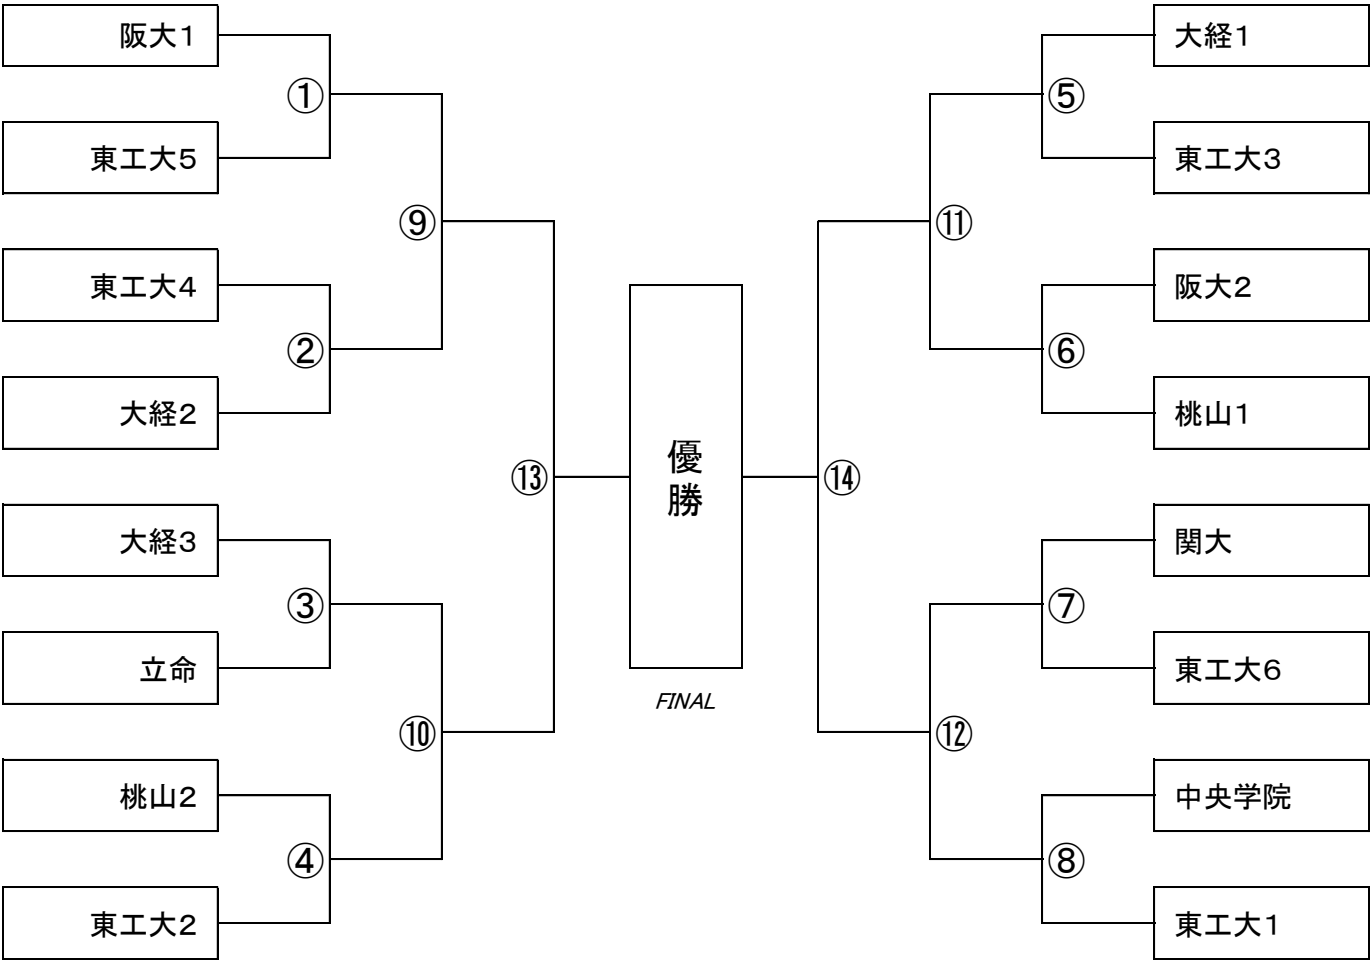 阪大１
①
東工大５
⑨
東工大４
②
大経２
⑬
大経３
③
立命
⑩
桃山２
④
東工大２
優
勝
FINAL
大経１
⑤
東工大３
⑪
阪大２
⑥
桃山１
⑭
関大
⑦
東工大６
⑫
中央学院
⑧
東工大１